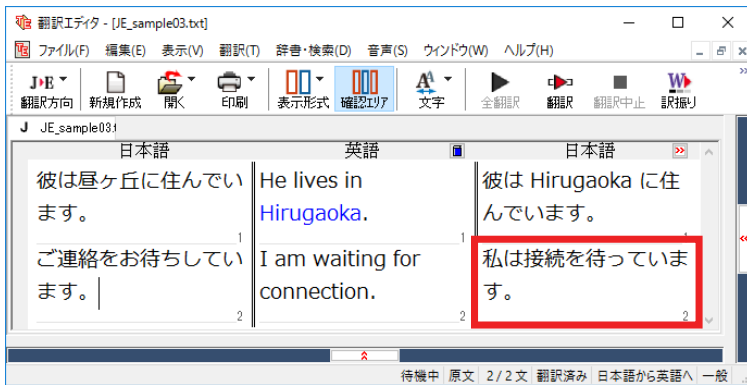 翻訳エディタ - [JE_sample03.txt]
ファイル(F) 編集(E) 表示(V) 翻訳(T) 辞書・検索(D) 音声(S) ウィンドウ(W) ヘルプ(H)
J▸E
翻訳方向 新規作成 開く 印刷 表示形式 確認エリア 文字 全翻訳 翻訳 翻訳中止 訳振り
J JE_sample03.t
日本語 英語 日本語
彼は昼ヶ丘に住んでい
ます。
1
He lives in
Hirugaoka.
1
彼は Hirugaoka に住
んでいます。
1
ご連絡をお待ちしてい
ます。
2
I am waiting for
connection.
2
私は接続を待っていま
す。
2
待機中 原文 2/2文 翻訳済み 日本語から英語へ 一般